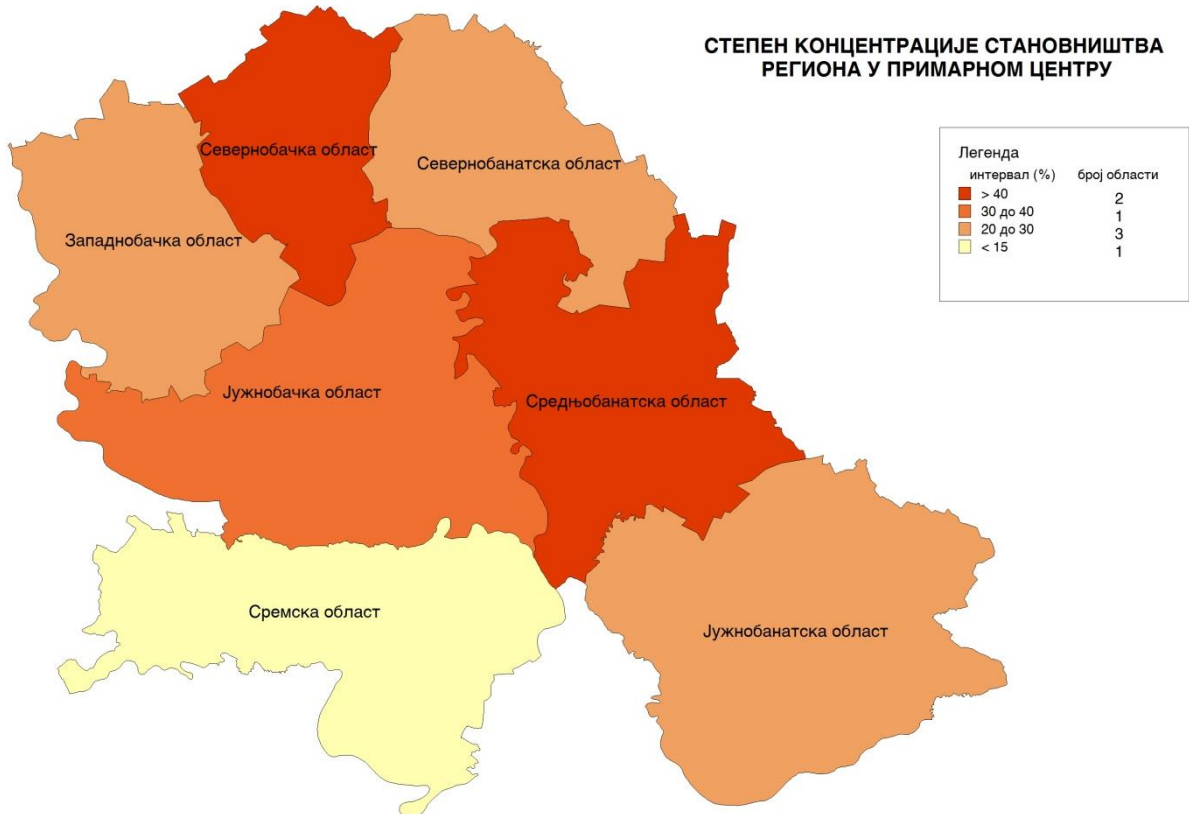 СТЕПЕН КОНЦЕНТРАЦИЈЕ СТАНОВНИШТВА
РЕГИОНА У ПРИМАРНОМ ЦЕНТРУ
Легенда
интервал (%) број области
> 40 2
30 до 40 1
20 до 30 3
< 15 1
Севернобачка област
Севернобанатска област
Западнобачка област
Јужнобачка област
Средњобанатска област
Сремска област
Јужнобанатска област